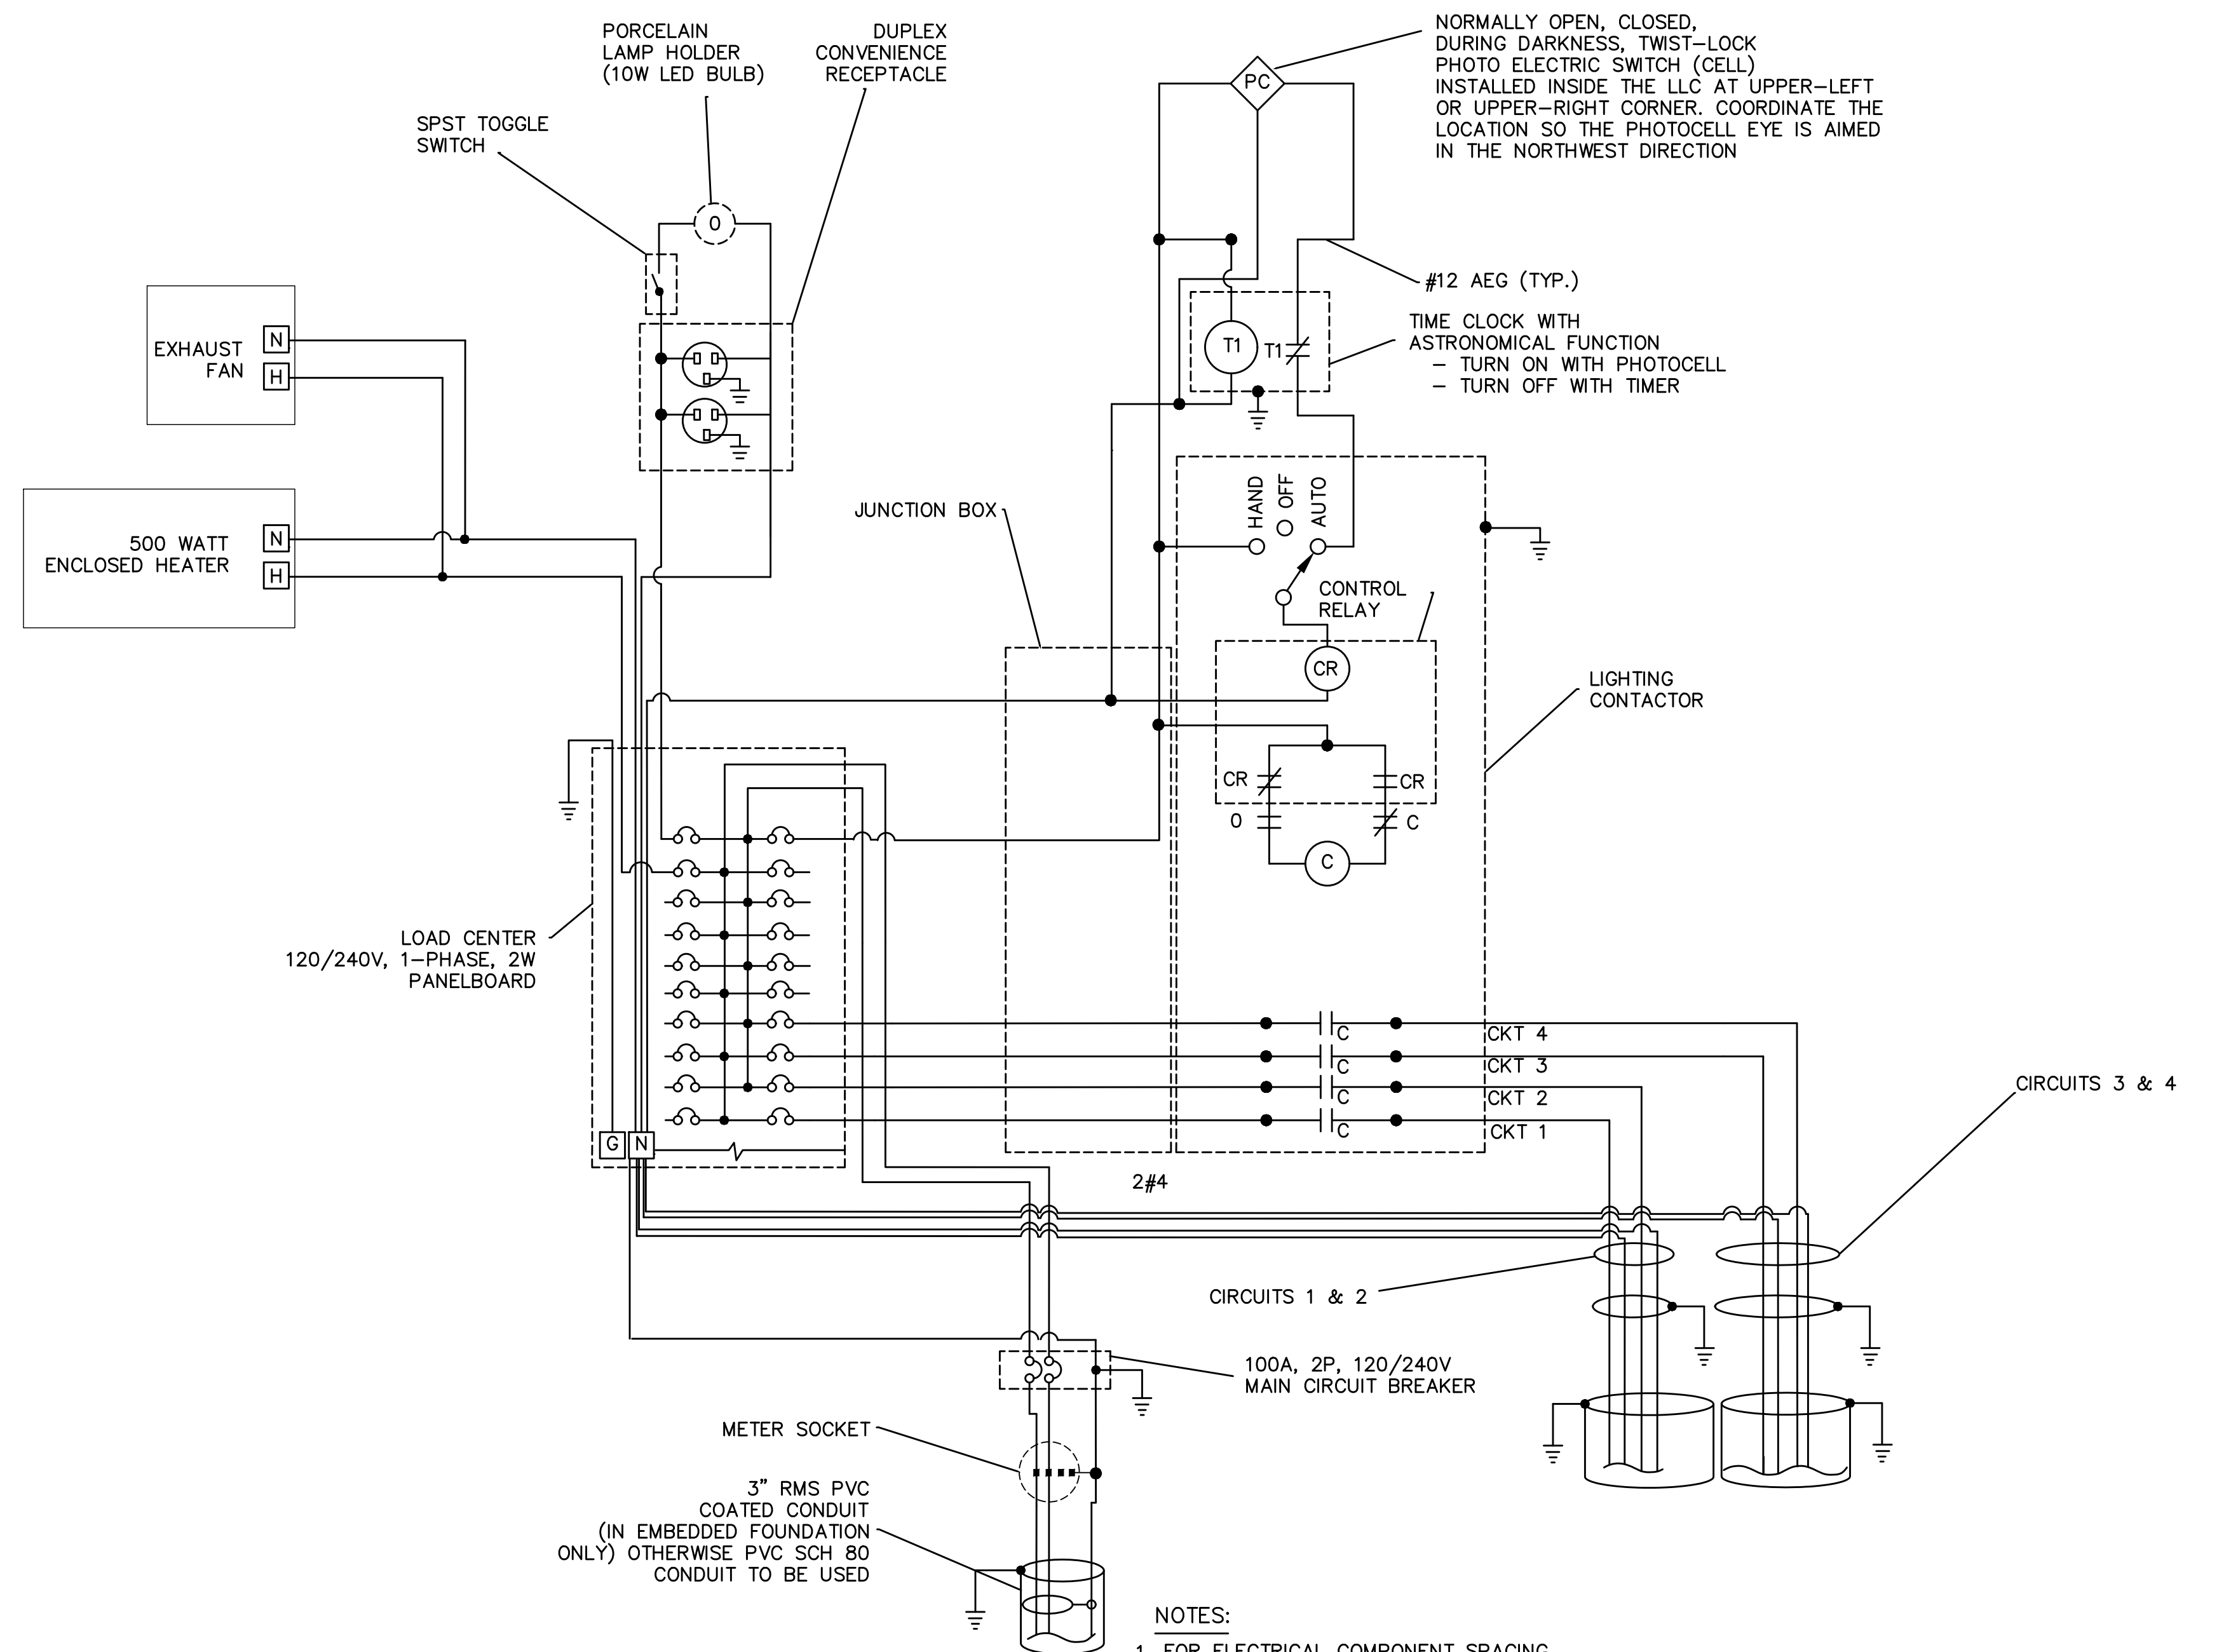 PORCELAIN
LAMP HOLDER
(10W LED BULB)
DUPLEX
CONVENIENCE
RECEPTACLE
NORMALLY OPEN, CLOSED,
DURING DARKNESS, TWIST-LOCK
PHOTO ELECTRIC SWITCH (CELL)
INSTALLED INSIDE THE LLC AT UPPER-LEFT
OR UPPER-RIGHT CORNER. COORDINATE THE
LOCATION SO THE PHOTOCELL EYE IS AIMED
IN THE NORTHWEST DIRECTION
PC
SPST TOGGLE
SWITCH
O
#12 AEG (TYP.)
EXHAUST
FAN
N
H
T1
T1
TIME CLOCK WITH
ASTRONOMICAL FUNCTION
- TURN ON WITH PHOTOCELL
- TURN OFF WITH TIMER
HAND
OFF
AUTO
JUNCTION BOX
500 WATT
ENCLOSED HEATER
N
H
CONTROL
RELAY
CR
LIGHTING
CONTACTOR
CR
CR
O
C
C
LOAD CENTER
120/240V, 1-PHASE, 2W
PANELBOARD
C
CKT 4
C
CKT 3
C
CKT 2
C
CKT 1
CIRCUITS 3 & 4
G
N
2#4
CIRCUITS 1 & 2
100A, 2P, 120/240V
MAIN CIRCUIT BREAKER
METER SOCKET
3" RMS PVC
COATED CONDUIT
(IN EMBEDDED FOUNDATION
ONLY) OTHERWISE PVC SCH 80
CONDUIT TO BE USED
NOTES:
1. FOR ELECTRICAL COMPONENT SPACING